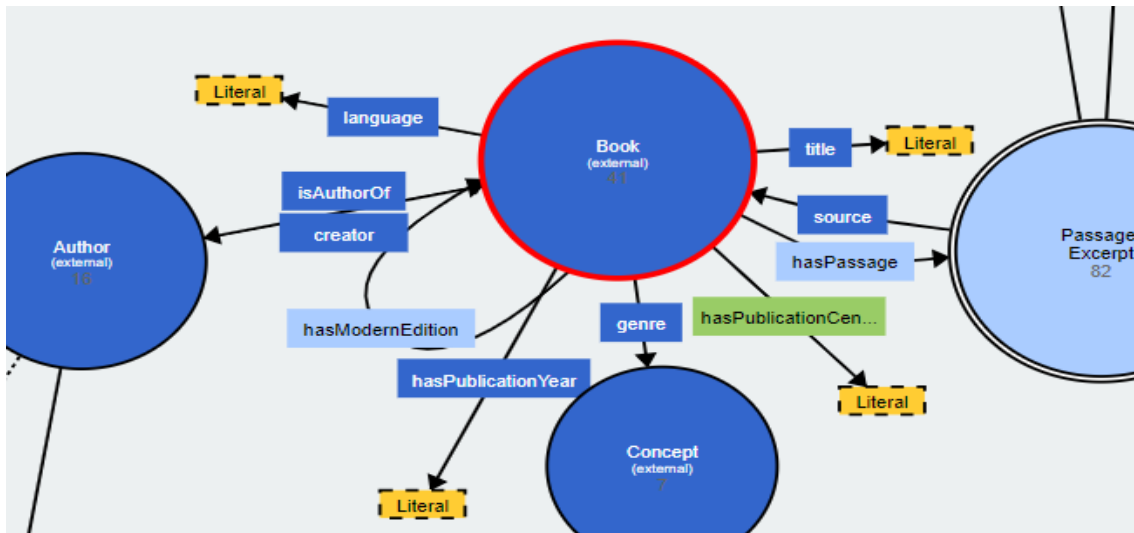 Literal
language
Book
(external)
41
title
Literal
isAuthorOf
creator
source
Author
(external)
hasPassage
Passage
Excerpt
82
hasModernEdition
genre
hasPublicationCen...
hasPublicationYear
Literal
Concept
(external)
7
Literal